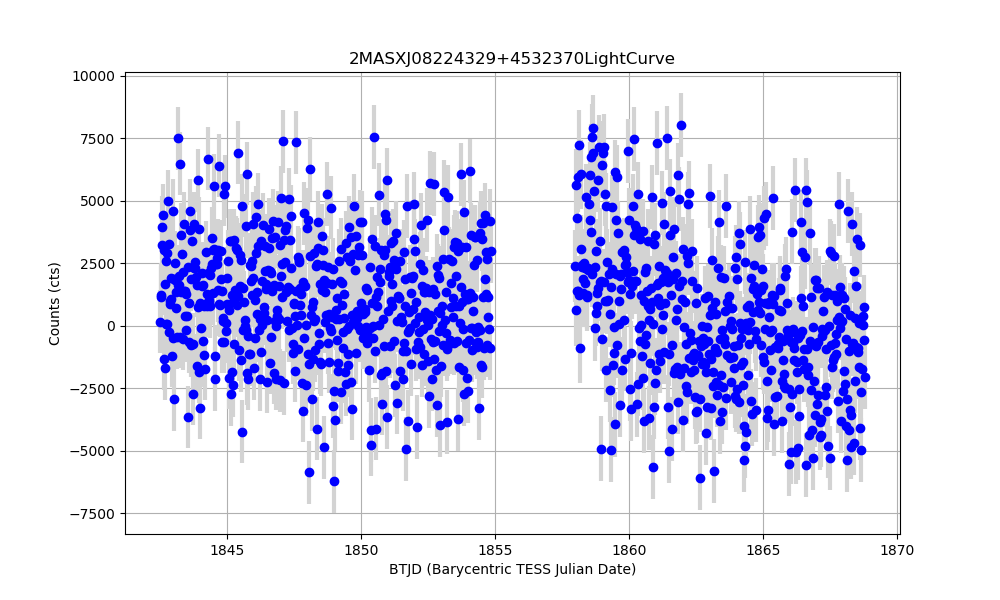 2MASXJ08224329+4532370LightCurve
10000
7500
5000
2500
0
−2500
−5000
−7500
Counts (cts)
1845 1850 1855 1860 1865 1870
BTJD (Barycentric TESS Julian Date)